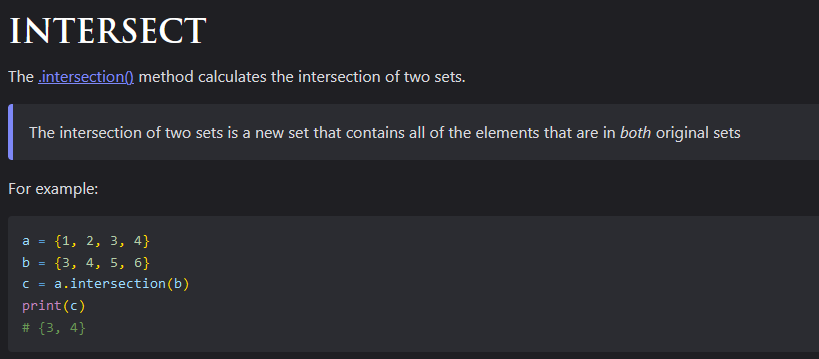 INTERSECT
The .intersection() method calculates the intersection of two sets.
The intersection of two sets is a new set that contains all of the elements that are in both original sets
For example:
a = {1, 2, 3, 4}
b = {3, 4, 5, 6}
c = a.intersection(b)
print(c)
# {3, 4}